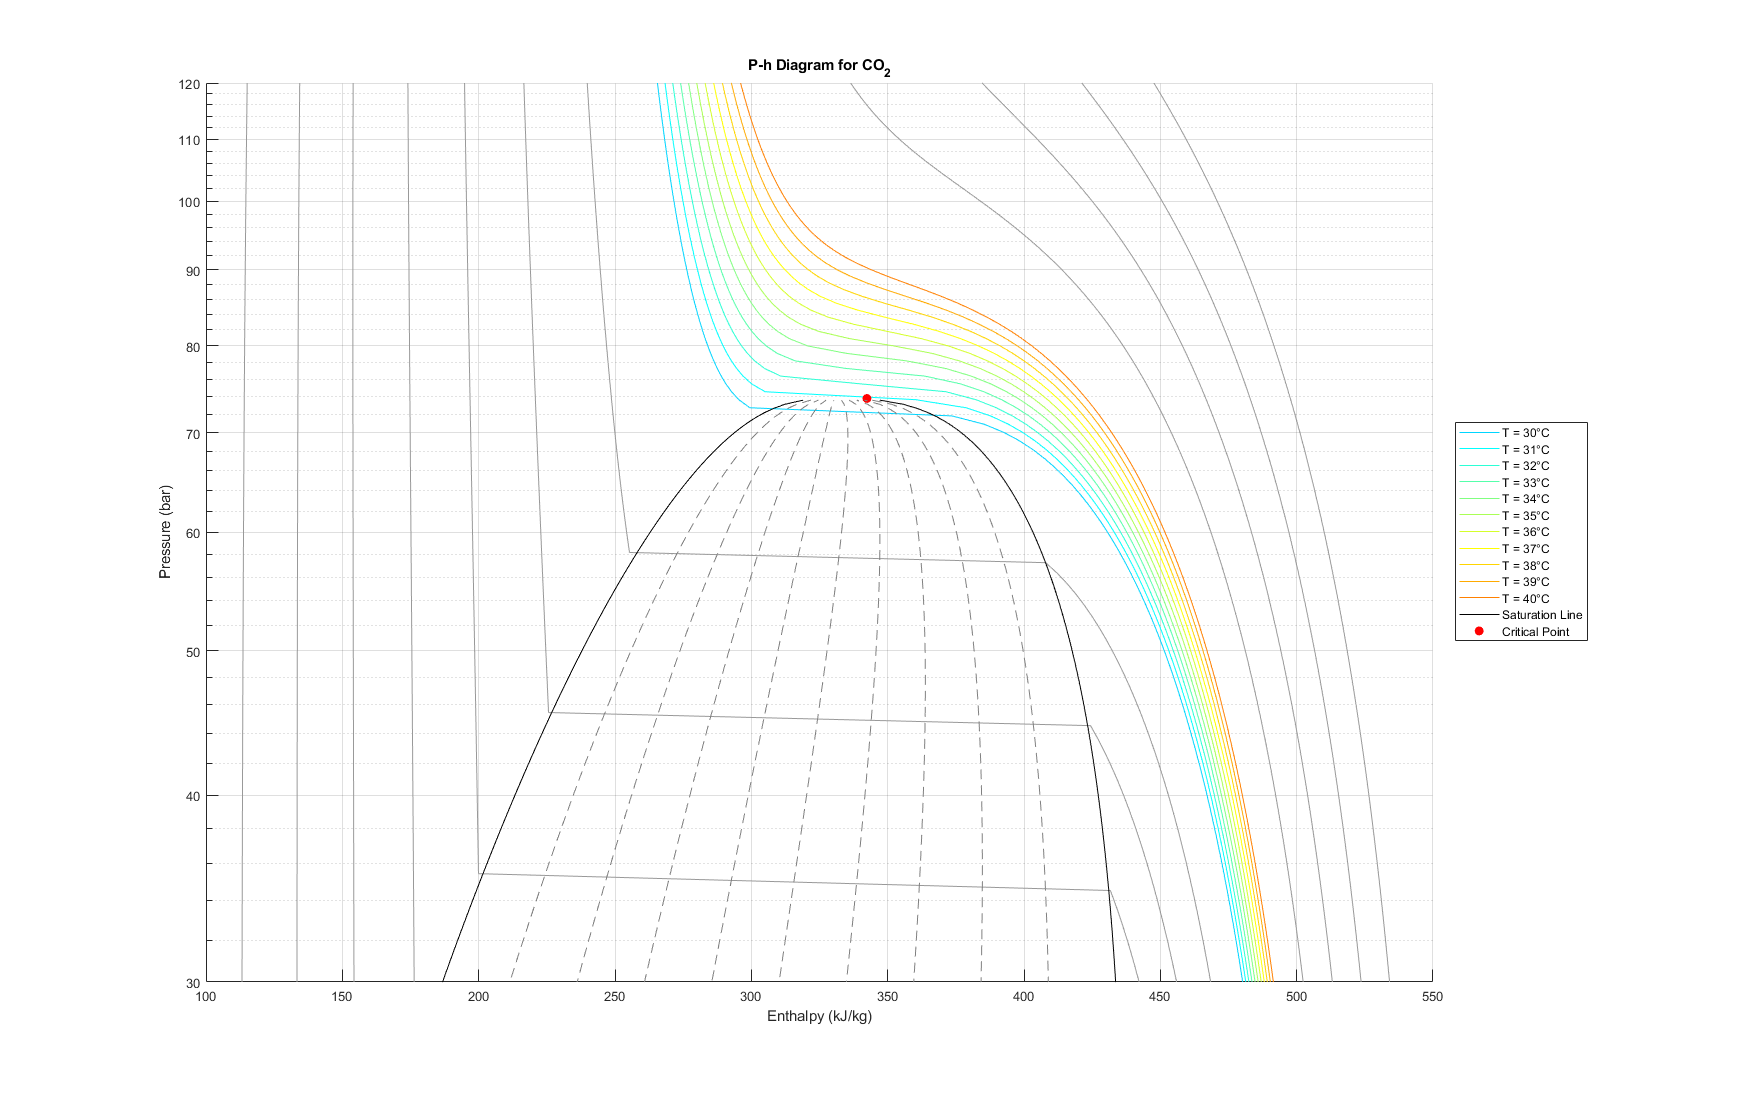 P-h Diagram for CO2
120
110
100
90
80
70
60
50
40
30
Pressure (bar)
100 150 200 250 300 350 400 450 500 550
Enthalpy (kJ/kg)
T = 30°C
T = 31°C
T = 32°C
T = 33°C
T = 34°C
T = 35°C
T = 36°C
T = 37°C
T = 38°C
T = 39°C
T = 40°C
Saturation Line
Critical Point